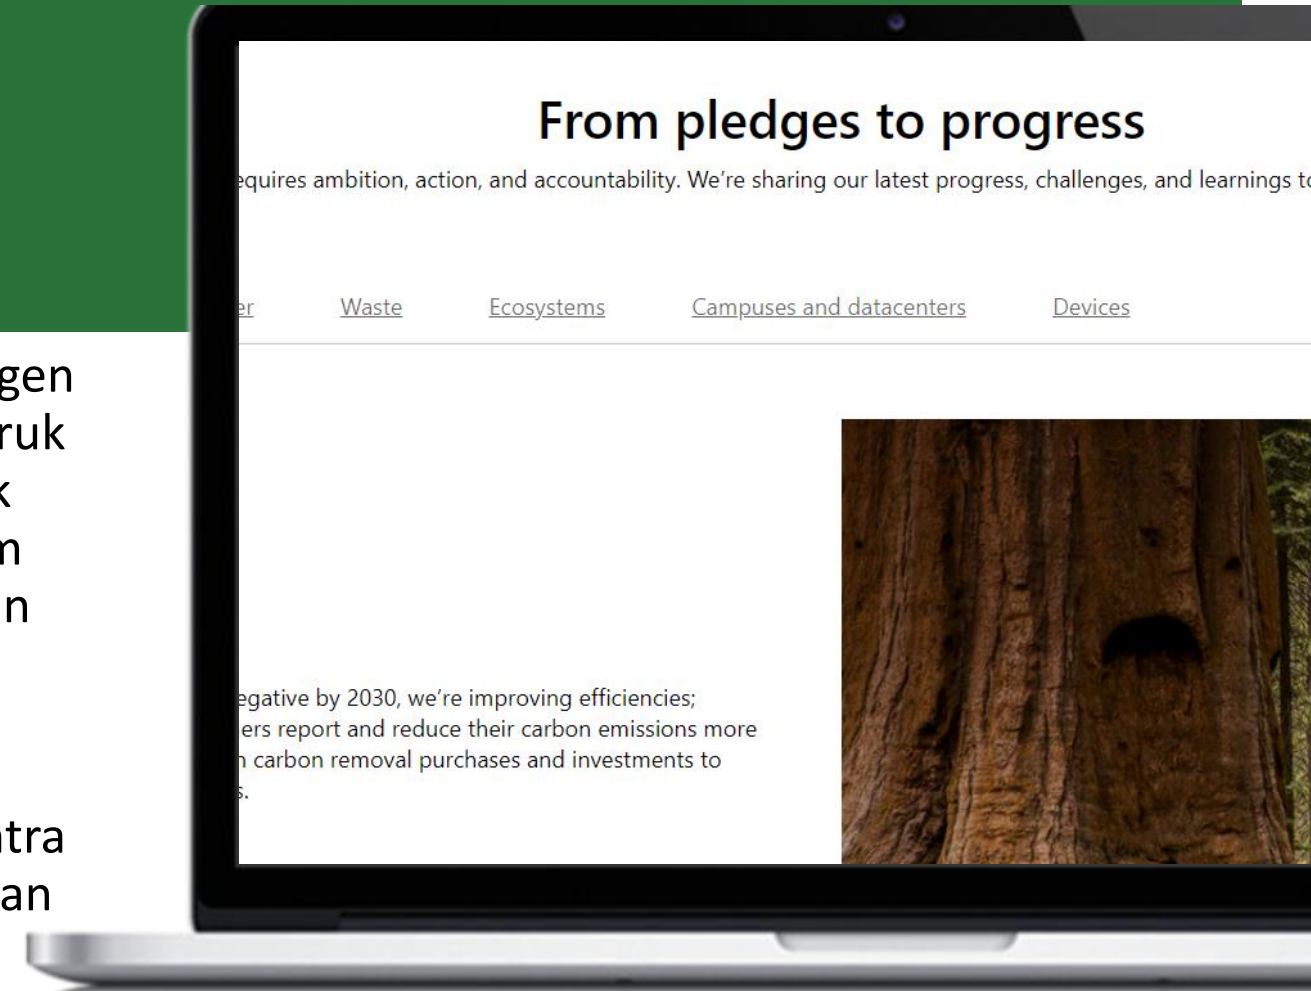 From pledges to progress
equires ambition, action, and accountability. We're sharing our latest progress, challenges, and learnings to
er Waste Ecosystems Campuses and datacenters Devices
gen
ruk
k
m
n
egative by 2030, we're improving efficiencies;
ers report and reduce their carbon emissions more
n carbon removal purchases and investments to
s.
ntra
an